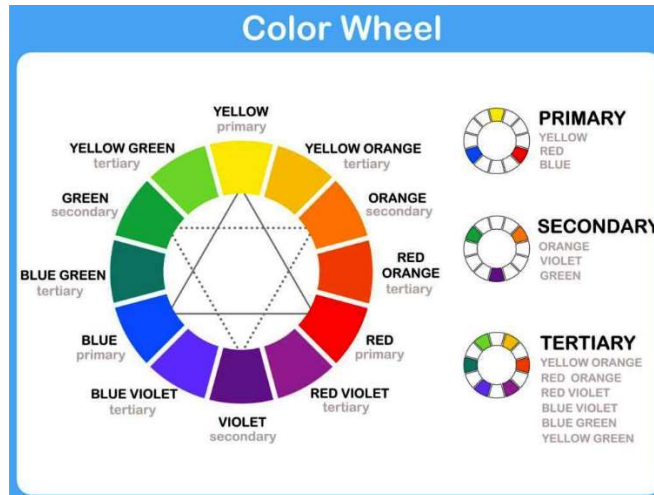 Color Wheel
YELLOW
primary
YELLOW GREEN
tertiary
YELLOW ORANGE
tertiary
GREEN
secondary
ORANGE
secondary
BLUE GREEN
tertiary
RED
ORANGE
tertiary
BLUE
primary
RED
primary
BLUE VIOLET
tertiary
RED VIOLET
tertiary
VIOLET
secondary
PRIMARY
YELLOW
RED
BLUE
SECONDARY
ORANGE
VIOLET
GREEN
TERTIARY
YELLOW ORANGE
RED ORANGE
RED VIOLET
BLUE VIOLET
BLUE GREEN
YELLOW GREEN